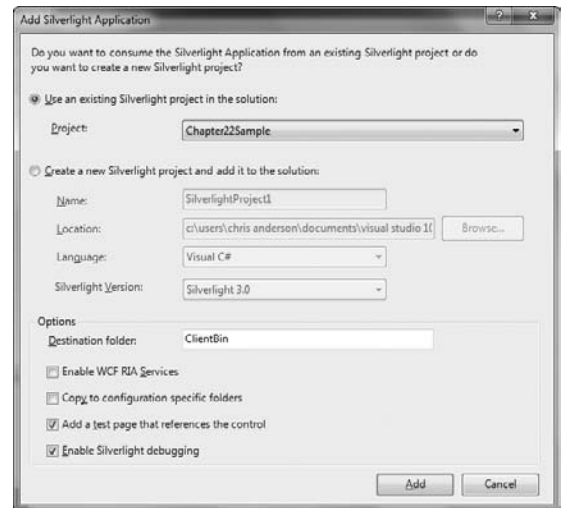 Add Silverlight Application
Do you want to consume the Silverlight Application from an existing Silverlight project or do
you want to create a new Silverlight project?
Use an existing Silverlight project in the solution:
Project: Chapter22Sample
Create a new Silverlight project and add it to the solution:
Name: SilverlightProject1
Location: c:\users\chris anderson\documents\visual studio 10 Browse...
Language: Visual C#
Silverlight Version: Silverlight 3.0
Options
Destination folder: ClientBin
Enable WCF RIA Services
Copy to configuration specific folders
Add a test page that references the control
Enable Silverlight debugging
Add Cancel